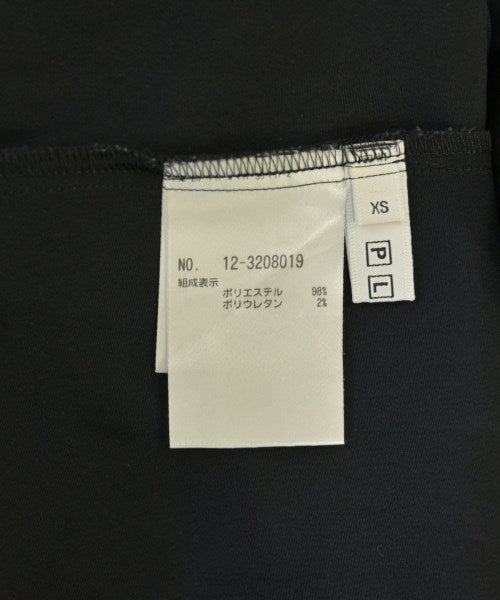 NO. 12-3208019
組成表示
ポリエステル 98%
ポリウレタン 2%
XS
P
L